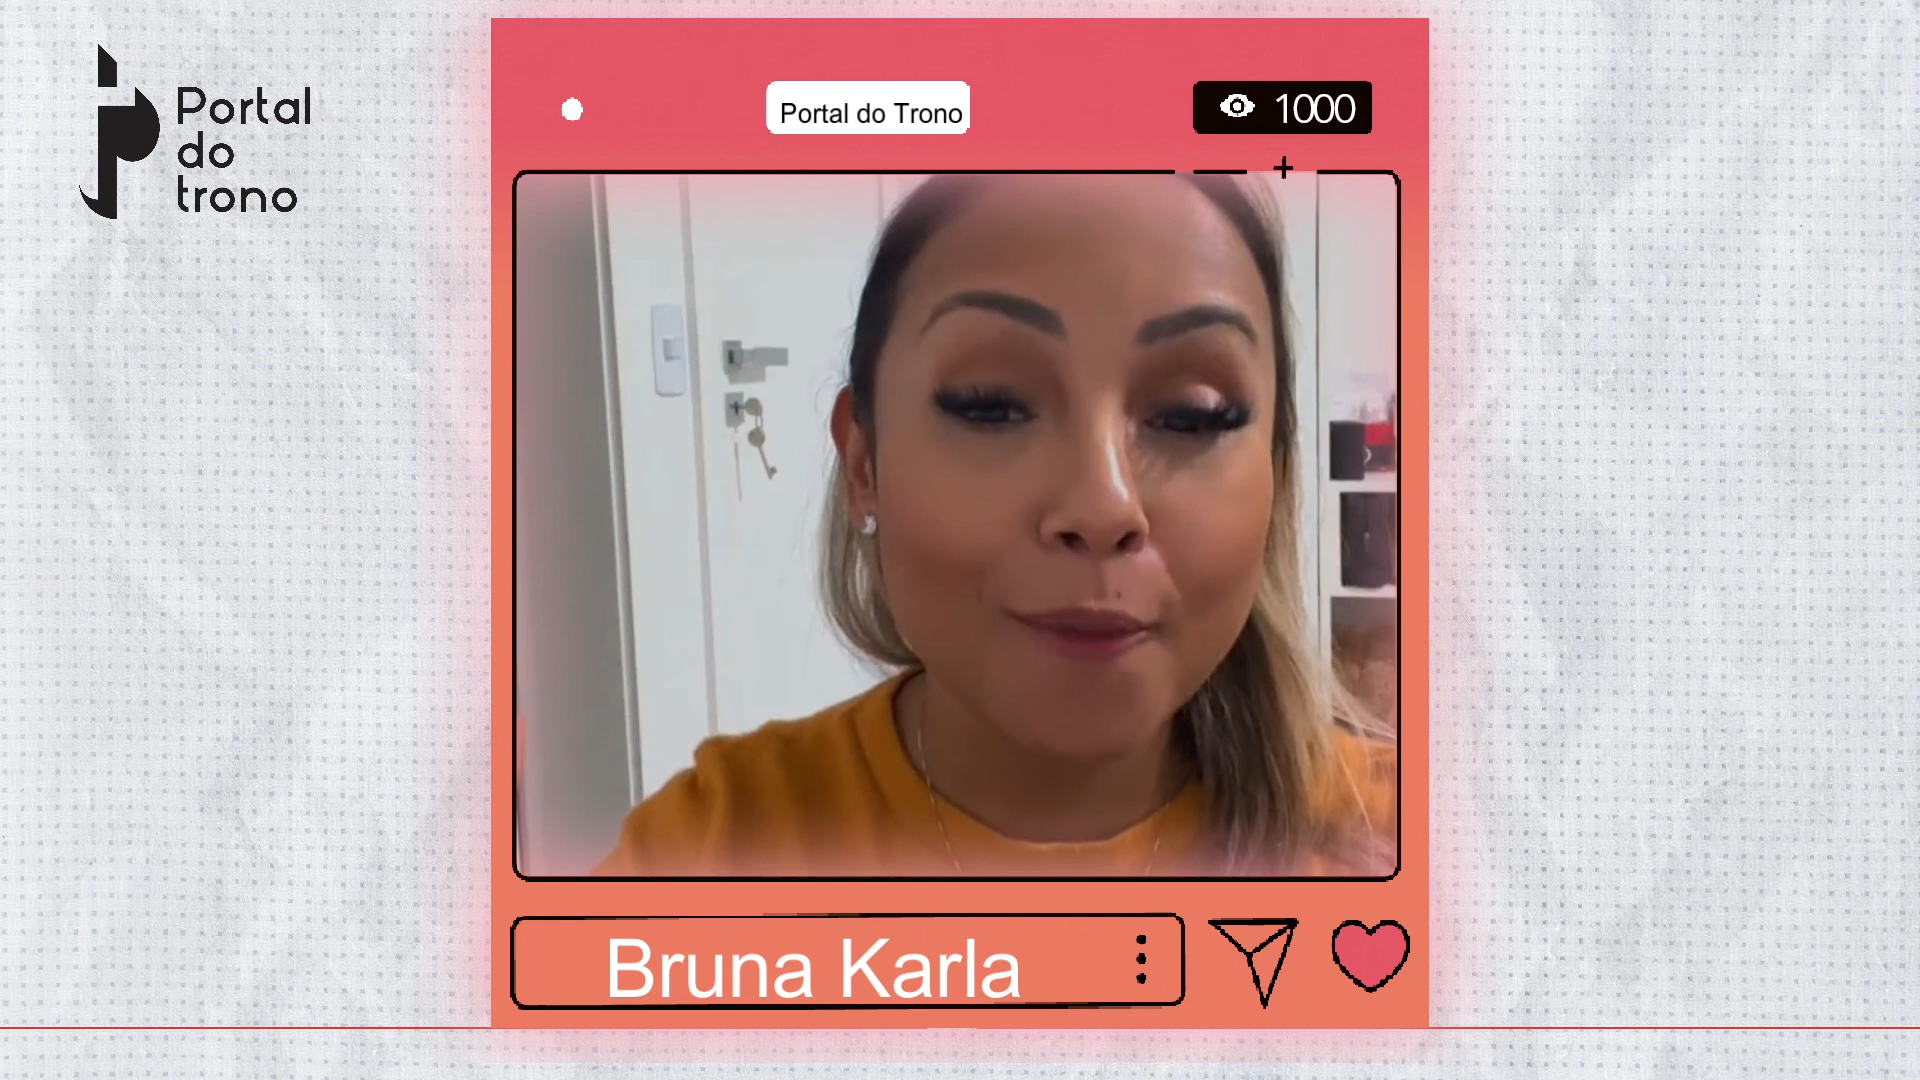 Portal
do
trono
Portal do Trono
1000
Bruna Karla